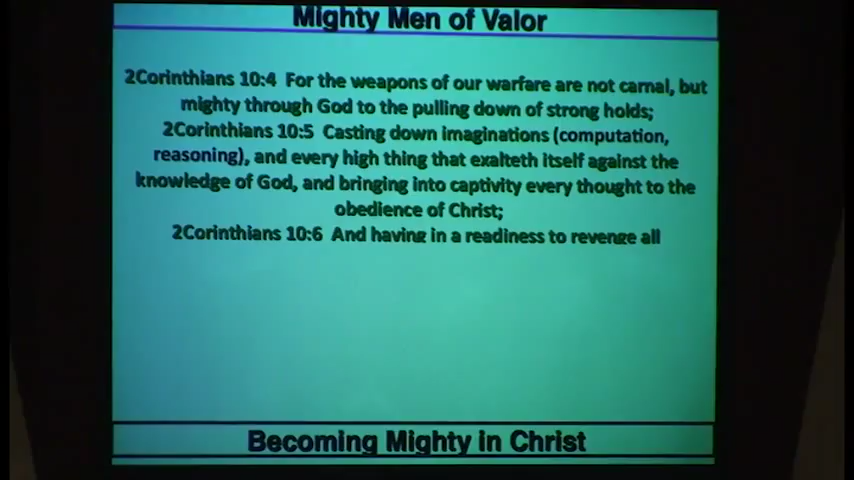 Mighty Men of Valor
2Corinthians 10:4 For the weapons of our warfare are not carnal, but
mighty through God to the pulling down of strong holds;
2Corinthians 10:5 Casting down imaginations (computation,
reasoning), and every high thing that exalteth itself against the
knowledge of God, and bringing into captivity every thought to the
obedience of Christ;
2Corinthians 10:6 And having in a readiness to revenge all
Becoming Mighty in Christ